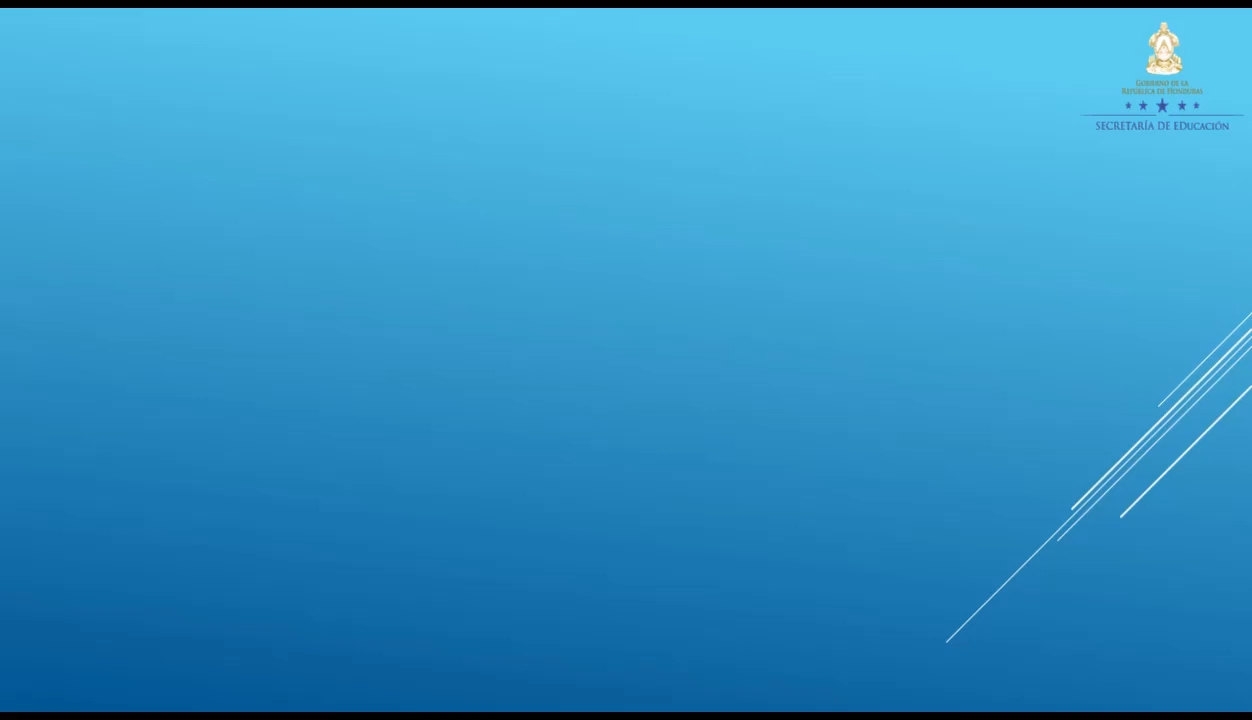 GOBIERNO DE LA
REPÚBLICA DE HONDURAS
SECRETARÍA DE EDUCACIÓN